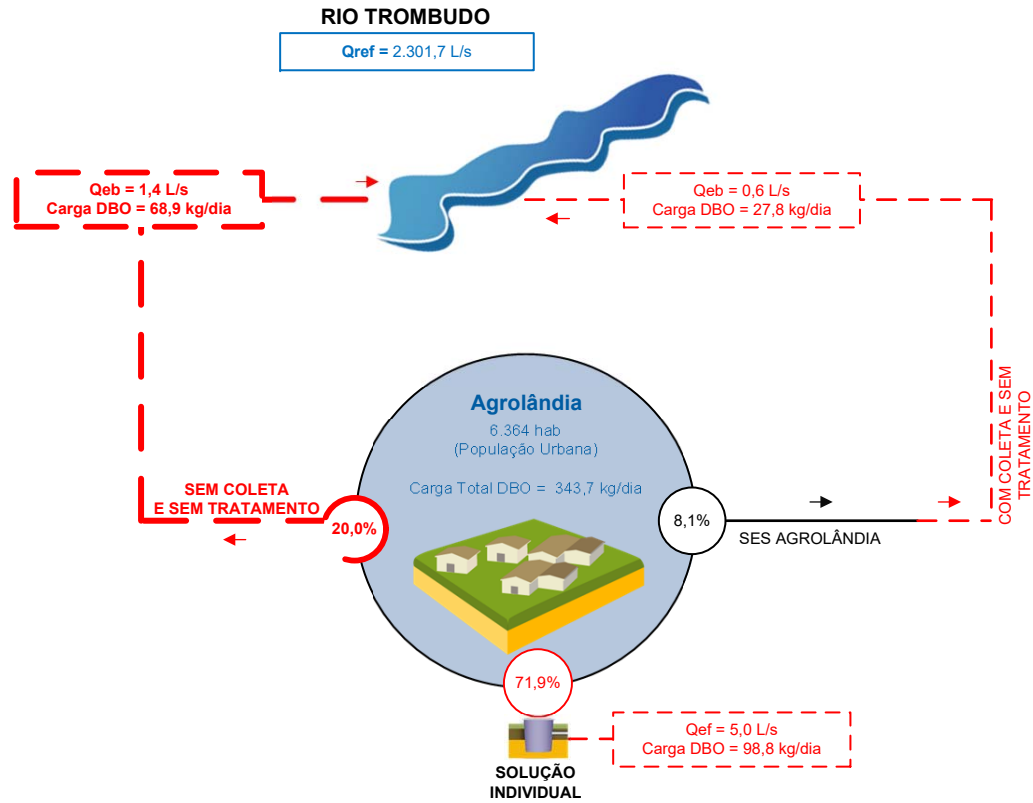 RIO TROMBUDO
Qref = 2.301,7 L/s
Qeb = 1,4 L/s
Carga DBO = 68,9 kg/dia
Qeb = 0,6 L/s
Carga DBO = 27,8 kg/dia
Agrolândia
6.364 hab
(População Urbana)
Carga Total DBO = 343,7 kg/dia
SEM COLETA
E SEM TRATAMENTO
20,0%
8,1%
SES AGROLÂNDIA
COM COLETA E SEM
TRATAMENTO
71,9%
SOLUÇÃO
INDIVIDUAL
Qef = 5,0 L/s
Carga DBO = 98,8 kg/dia